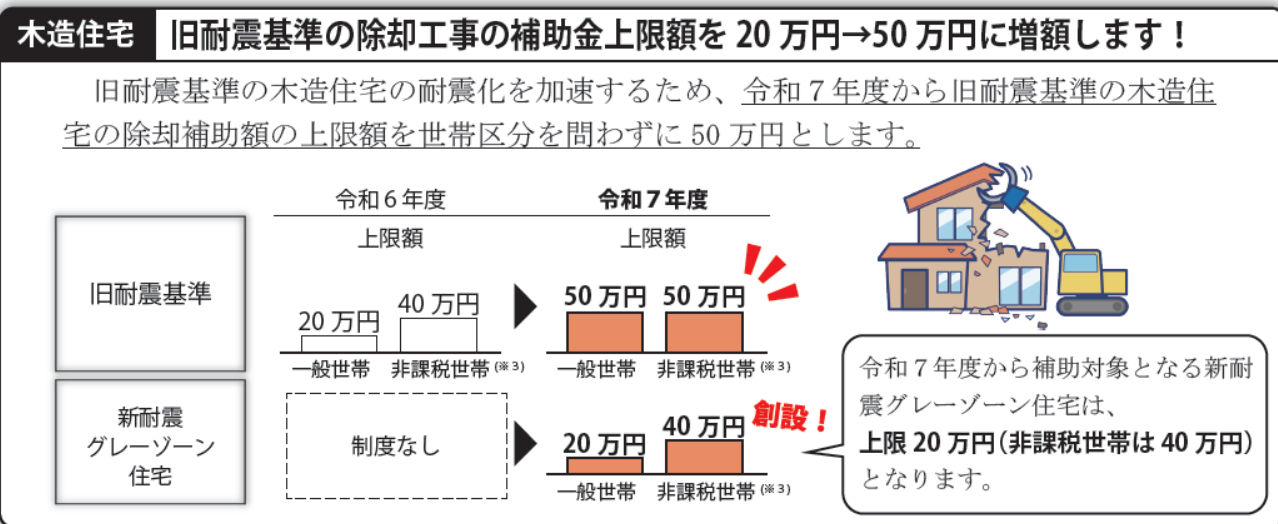 木造住宅 旧耐震基準の除却工事の補助金上限額を 20 万円→50 万円に増額します！
旧耐震基準の木造住宅の耐震化を加速するため、令和７年度から旧耐震基準の木造住
宅の除却補助額の上限額を世帯区分を問わずに 50 万円とします。
令和６年度 令和７年度
上限額 上限額
旧耐震基準
20 万円 40 万円 50 万円 50 万円
一般世帯 非課税世帯(※3) 一般世帯 非課税世帯(※3)
新耐震
グレーゾーン
住宅
制度なし
20 万円 40 万円 創設！
一般世帯 非課税世帯(※3)
令和７年度から補助対象となる新耐
震グレーゾーン住宅は、
上限 20 万円（非課税世帯は 40 万円）
となります。